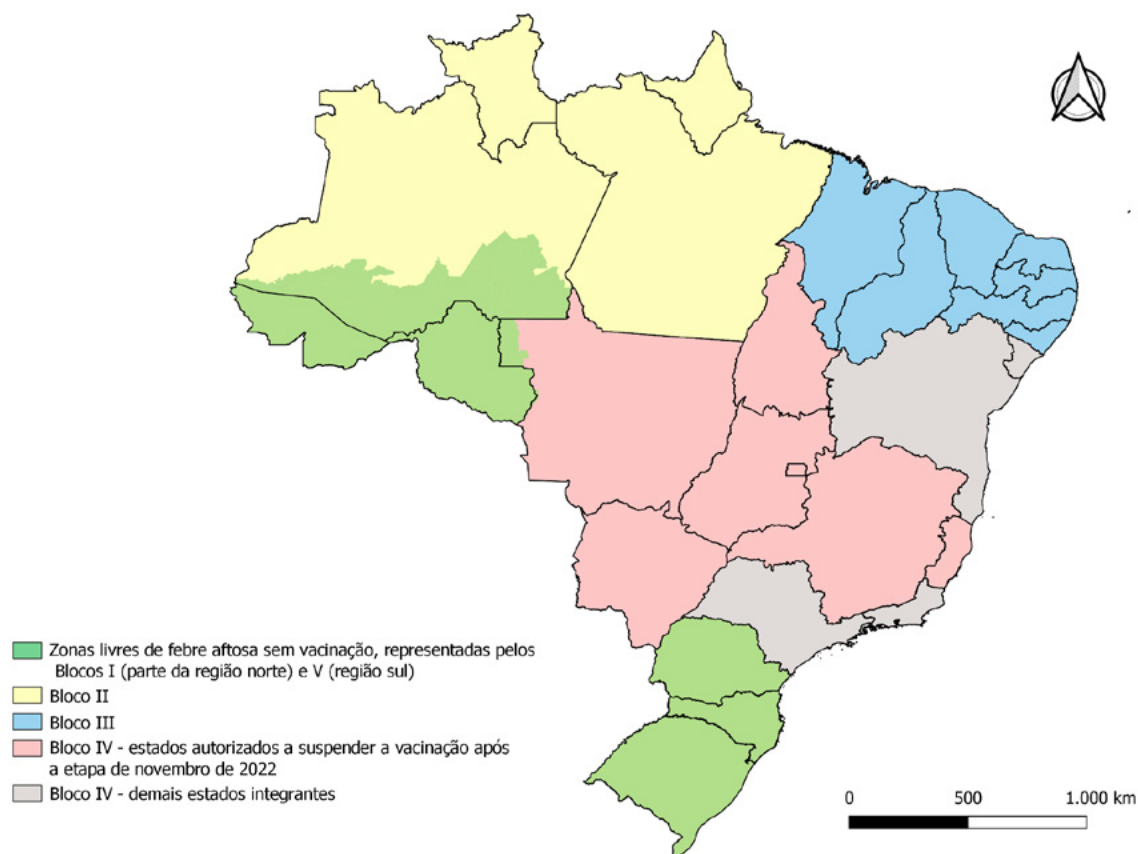 Zonas livres de febre aftosa sem vacinação, representadas pelos
Blocos I (parte da região norte) e V (região sul)
Bloco II
Bloco III
Bloco IV - estados autorizados a suspender a vacinação após
a etapa de novembro de 2022
Bloco IV - demais estados integrantes
0 500 1.000 km